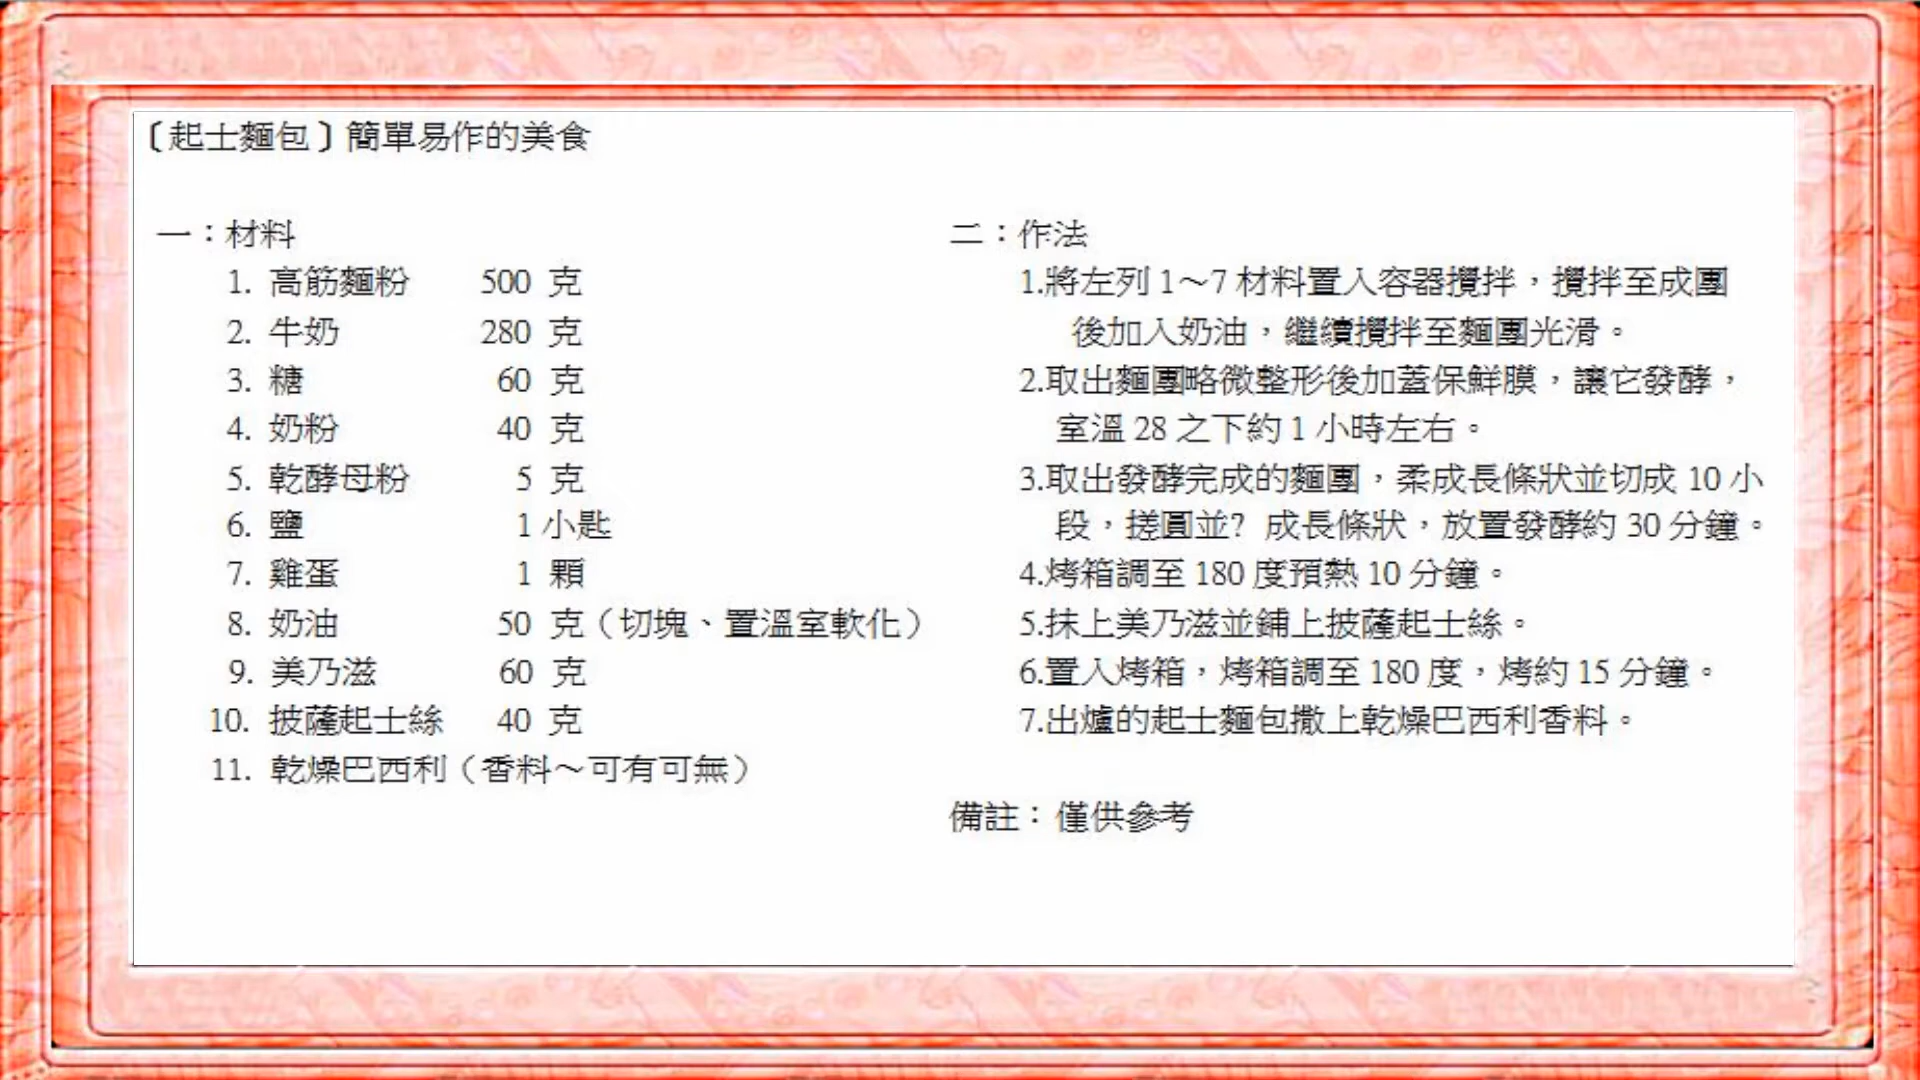 〔起士麵包〕簡單易作的美食
一：材料
1. 高筋麵粉 500 克
2. 牛奶 280 克
3. 糖 60 克
4. 奶粉 40 克
5. 乾酵母粉 5 克
6. 鹽 1 小匙
7. 雞蛋 1 顆
8. 奶油 50 克（切塊、置溫室軟化）
9. 美乃滋 60 克
10. 披薩起士絲 40 克
11. 乾燥巴西利（香料～可有可無）
二：作法
1.將左列 1～7 材料置入容器攪拌，攪拌至成團
後加入奶油，繼續攪拌至麵團光滑。
2.取出麵團略微整形後加蓋保鮮膜，讓它發酵，
室溫 28 之下約 1 小時左右。
3.取出發酵完成的麵團，柔成長條狀並切成 10 小
段，搓圓並? 成長條狀，放置發酵約 30 分鐘。
4.烤箱調至 180 度預熱 10 分鐘。
5.抹上美乃滋並鋪上披薩起士絲。
6.置入烤箱，烤箱調至 180 度，烤約 15 分鐘。
7.出爐的起士麵包撒上乾燥巴西利香料。
備註：僅供參考